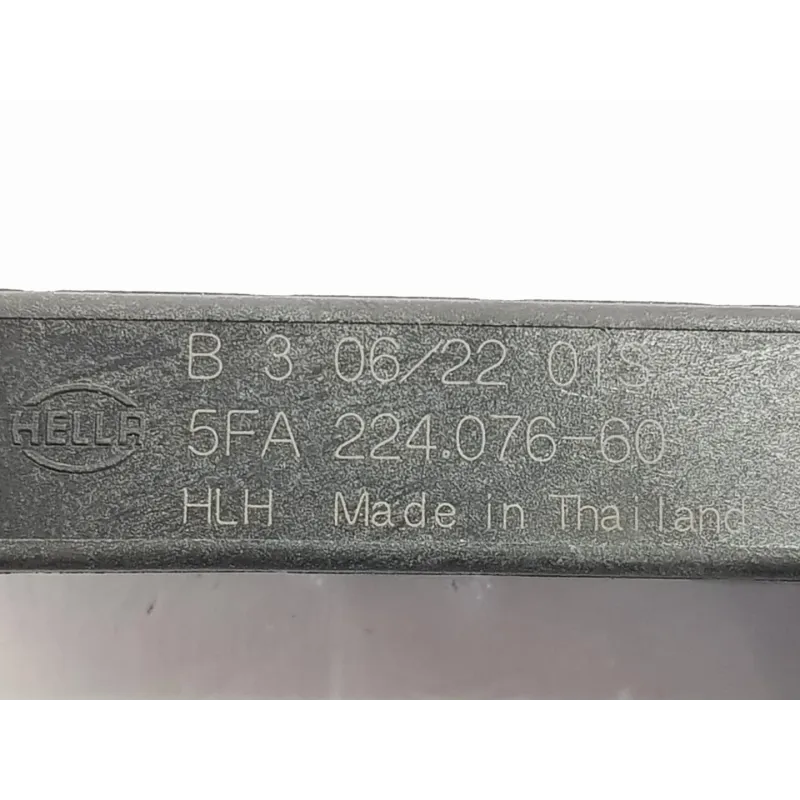 B 3 06/22 01S
HELLA
5FA 224.076-60
HLH Made in Thailand